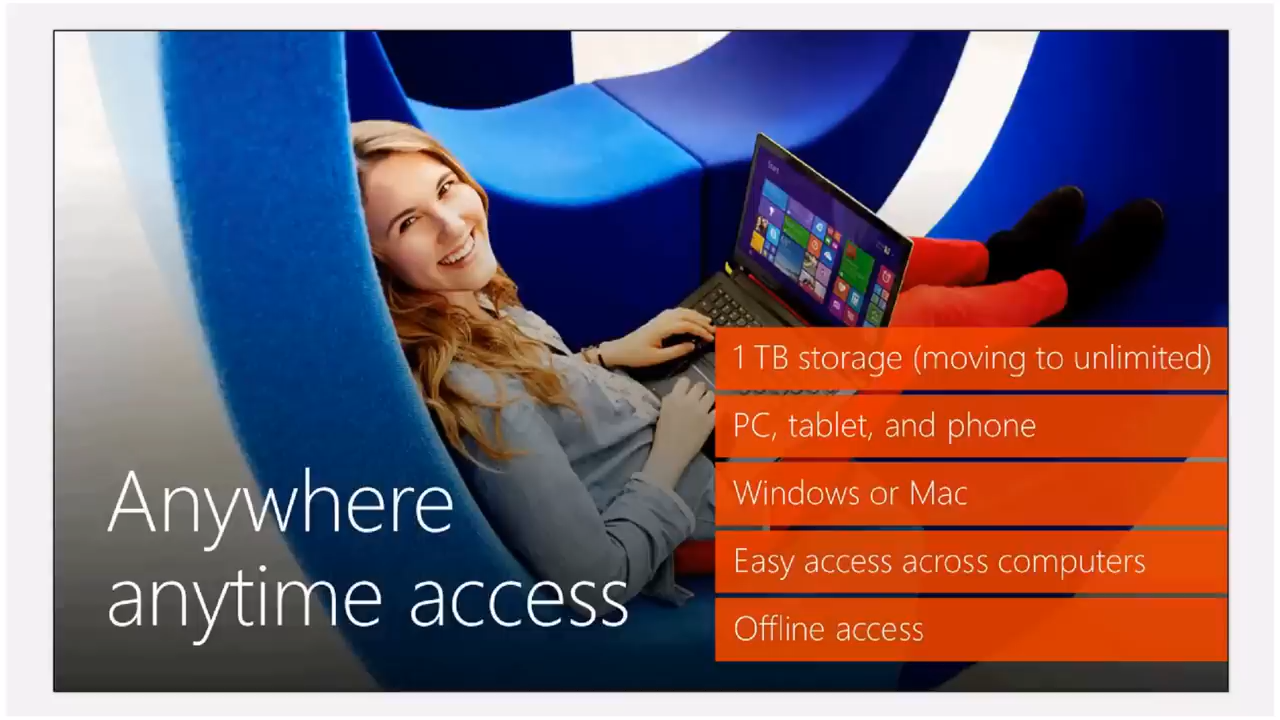 Start
1 TB storage (moving to unlimited)
PC, tablet, and phone
Windows or Mac
Easy access across computers
Offline access
Anywhere
anytime access